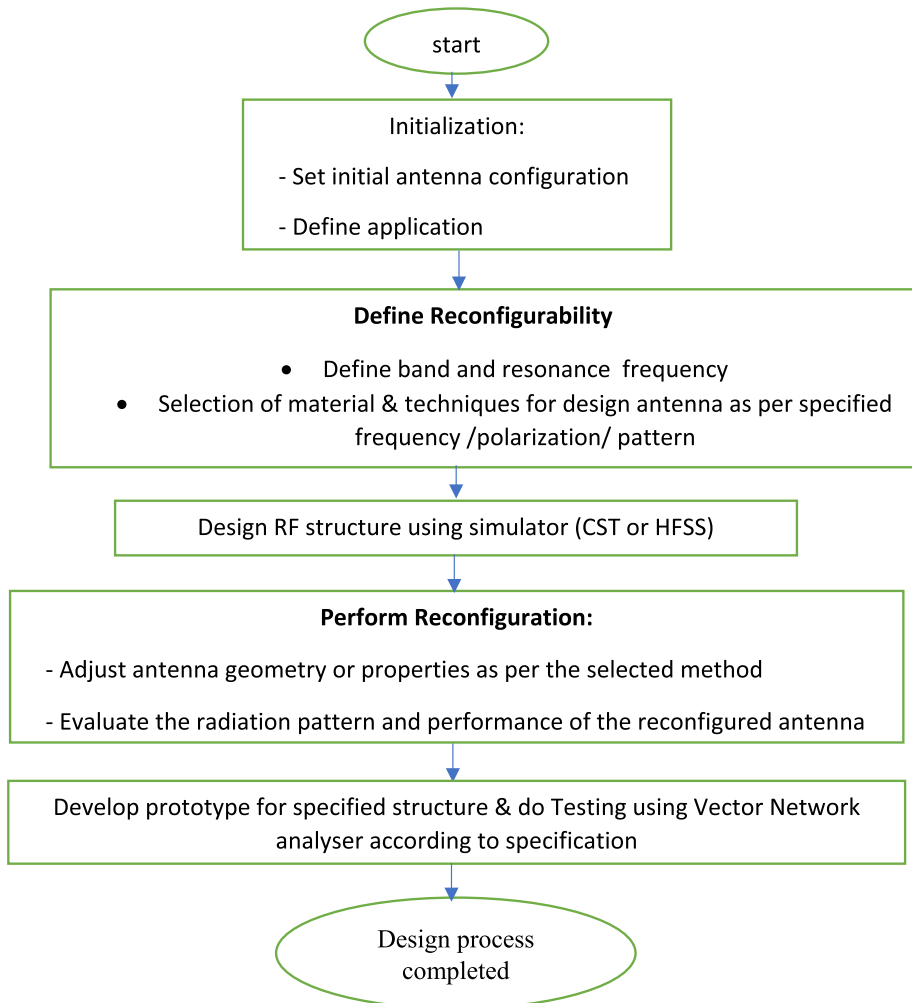 start
Initialization:
- Set initial antenna configuration
- Define application
Define Reconfigurability
• Define band and resonance frequency
• Selection of material & techniques for design antenna as per specified
frequency /polarization/ pattern
Design RF structure using simulator (CST or HFSS)
Perform Reconfiguration:
- Adjust antenna geometry or properties as per the selected method
- Evaluate the radiation pattern and performance of the reconfigured antenna
Develop prototype for specified structure & do Testing using Vector Network
analyser according to specification
Design process
completed